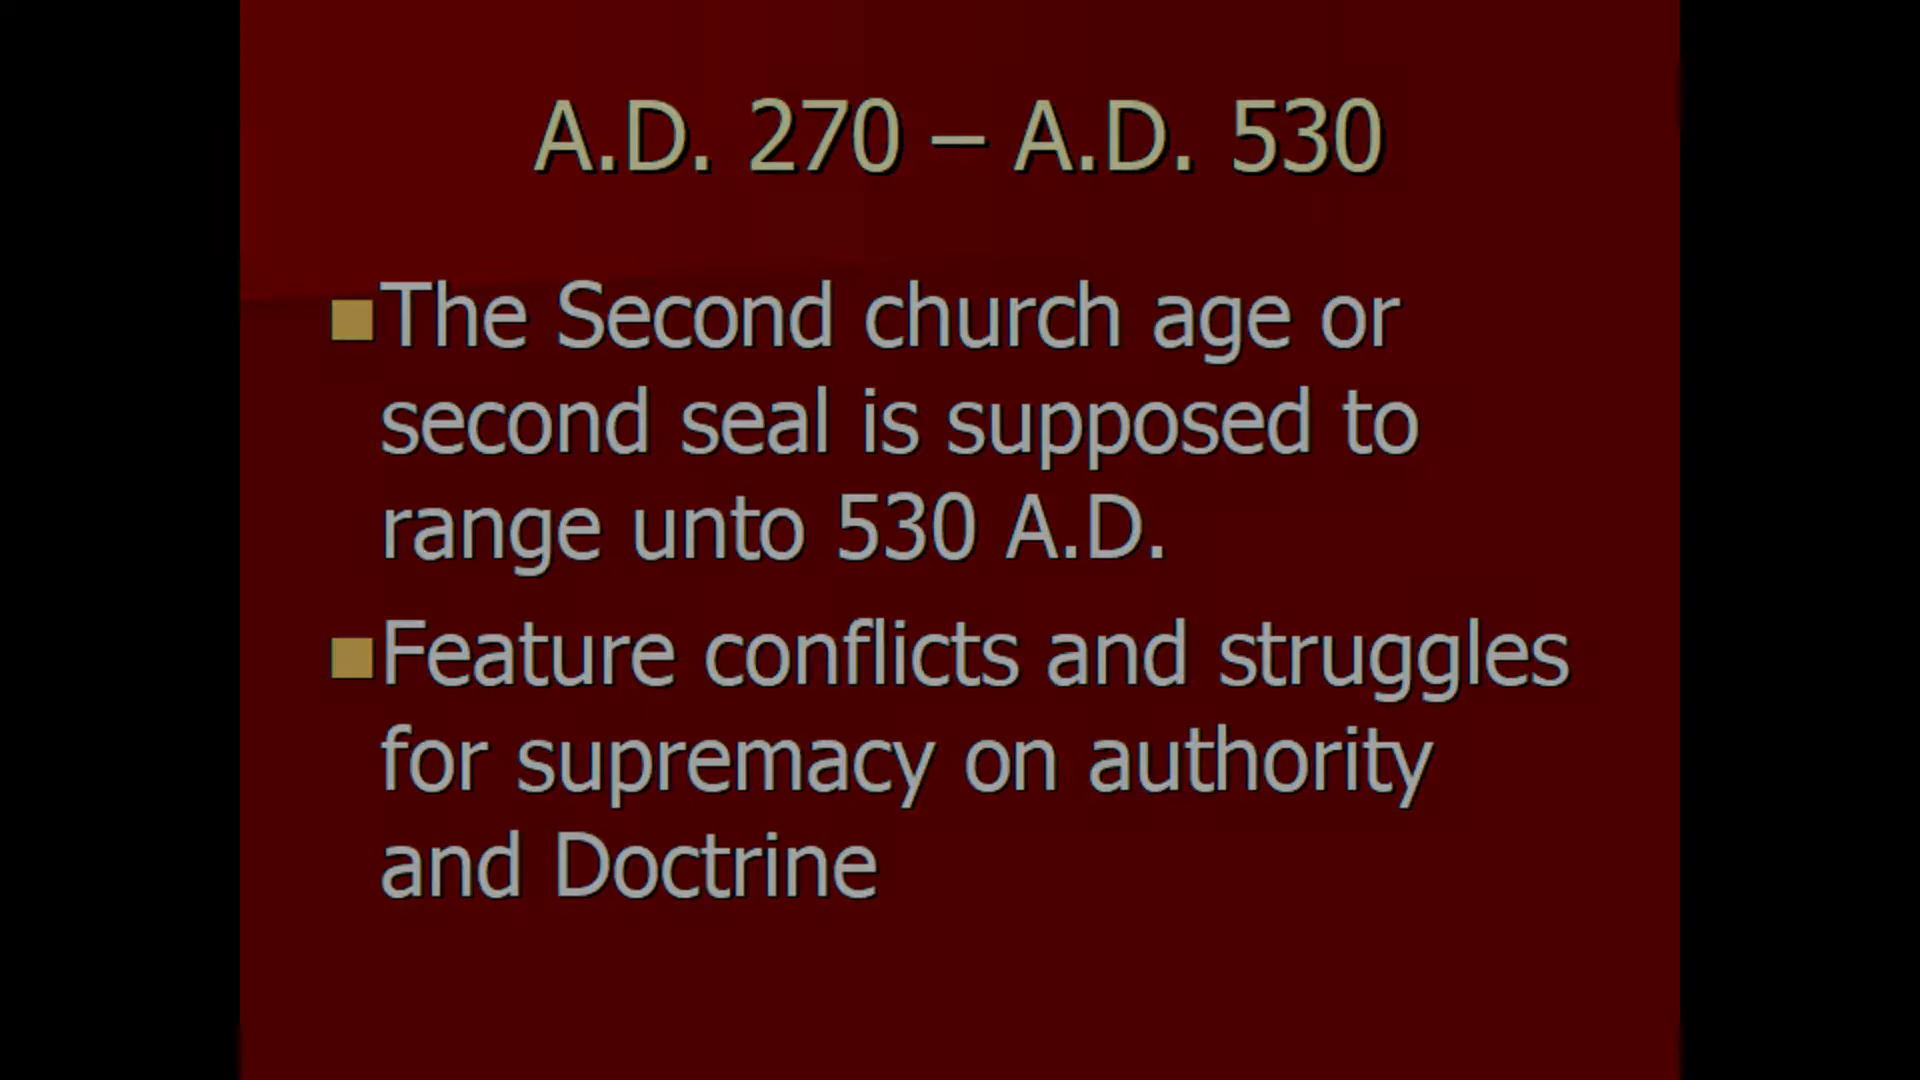 A.D. 270 – A.D. 530
The Second church age or
second seal is supposed to
range unto 530 A.D.
Feature conflicts and struggles
for supremacy on authority
and Doctrine